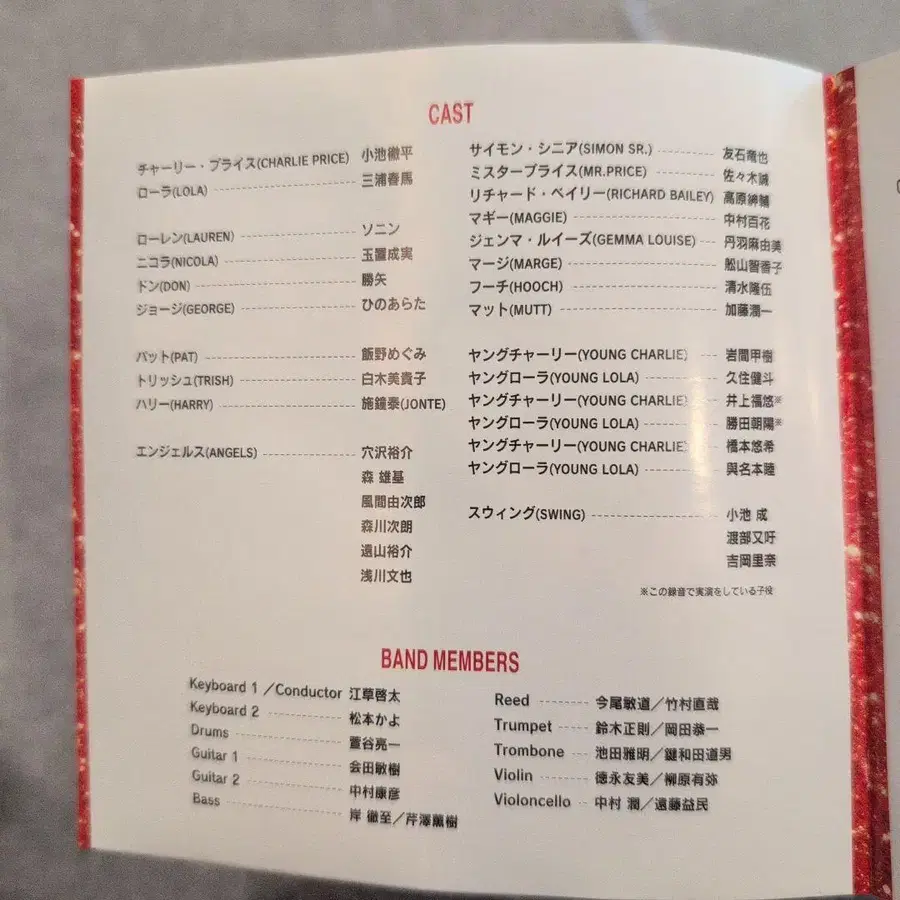 CAST
チャーリー・プライス(CHARLIE PRICE) 小池徹平
ローラ(LOLA) 三浦春馬
ローレン(LAUREN) ソニン
ニコラ(NICOLA) 玉置成実
ドン(DON) 勝矢
ジョージ(GEORGE) ひのあらた
パット(PAT) 飯野めぐみ
トリッシュ(TRISH) 白木美貴子
ハリー(HARRY) 施鐘泰(JONTE)
エンジェルス(ANGELS) 穴沢裕介
森 雄基
風間由次郎
森川次朗
遠山裕介
浅川文也
サイモン・シニア(SIMON SR.) 友石竜也
ミスタープライス(MR.PRICE) 佐々木誠
リチャード・ベイリー(RICHARD BAILEY) 高原紳輔
マギー(MAGGIE) 中村百花
ジェンマ・ルイーズ(GEMMA LOUISE) 丹羽麻由美
マージ(MARGE) 舩山智香子
フーチ(HOOCH) 清水隆伍
マット(MUTT) 加藤潤一
ヤングチャーリー(YOUNG CHARLIE) 岩間甲樹
ヤングローラ(YOUNG LOLA) 久住健斗
ヤングチャーリー(YOUNG CHARLIE) 井上福悠※
ヤングローラ(YOUNG LOLA) 勝田朝陽※
ヤングチャーリー(YOUNG CHARLIE) 橋本悠希
ヤングローラ(YOUNG LOLA) 與名本睦
スウィング(SWING) 小池 成
渡部又吁
吉岡里奈
※この録音で実演をしている子役
BAND MEMBERS
Keyboard 1 ／Conductor 江草啓太
Keyboard 2 松本かよ
Drums 萱谷亮一
Guitar 1 会田敏樹
Guitar 2 中村康彦
Bass 岸 徹至／芹澤薫樹
Reed 今尾敏道／竹村直哉
Trumpet 鈴木正則／岡田恭一
Trombone 池田雅明／鍵和田道男
Violin 徳永友美／柳原有弥
Violoncello 中村 潤／遠藤益民